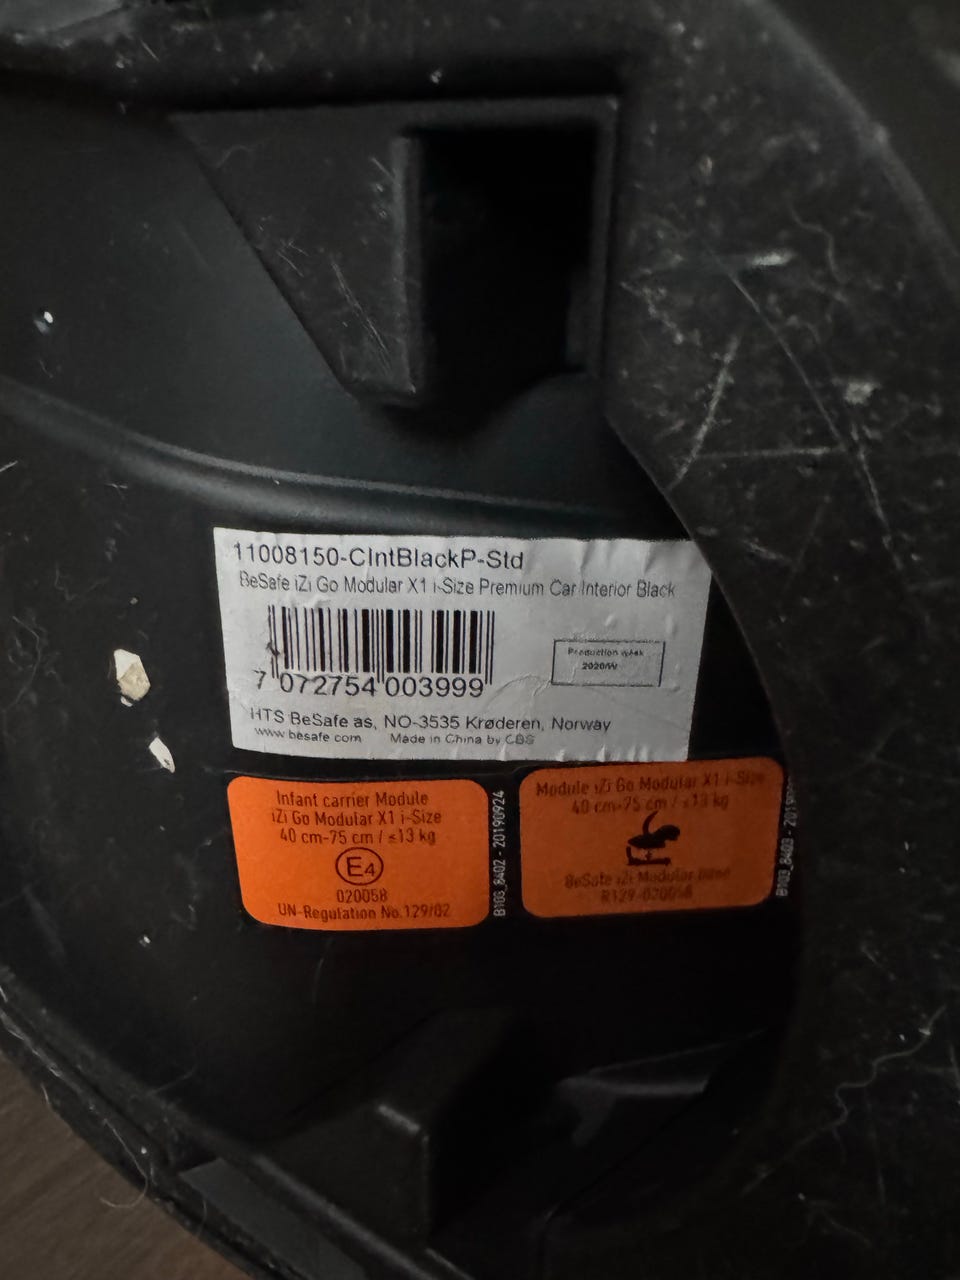 11008150-CIntBlackP-Std
BeSafe iZi Go Modular X1 i-Size Premium Car Interior Black
7 072754 003999
Production week
2020/W
HTS BeSafe as, NO-3535 Krøderen, Norway
www.besafe.com Made in China by CBS
Infant carrier Module
iZi Go Modular X1 i-Size
40 cm-75 cm / ≤13 kg
E4
020058
UN-Regulation No.129/02
B103_8402 - 20190924
Module iZi Go Modular X1 i-Size
40 cm-75 cm / ≤13 kg
BeSafe iZi Modular base
R129-020058
B103_8403 -